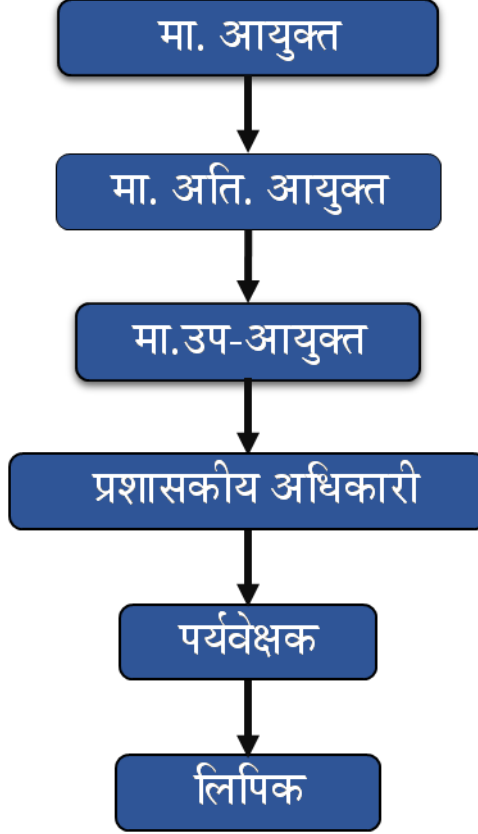 मा. आयुक्त
मा. अति. आयुक्त
मा.उप-आयुक्त
प्रशासकीय अधिकारी
पर्यवेक्षक
लिपिक